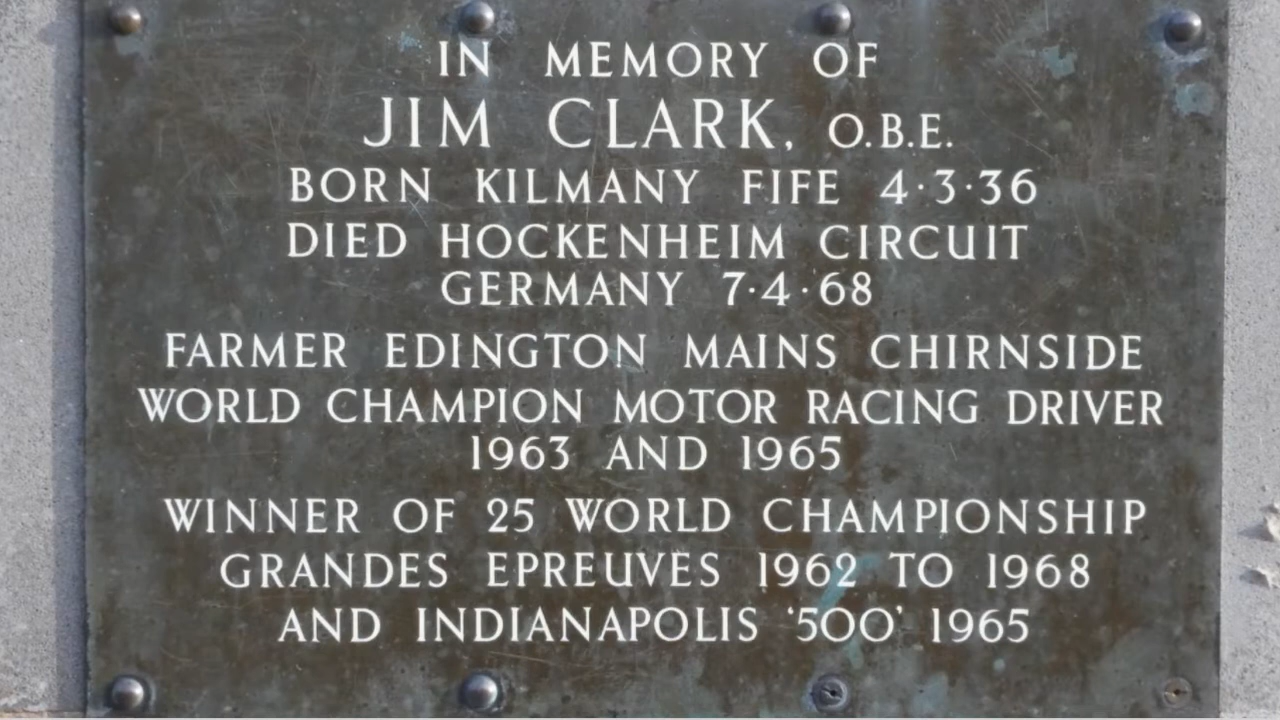 IN MEMORY OF
JIM CLARK, O.B.E.
BORN KILMANY FIFE 4·3·36
DIED HOCKENHEIM CIRCUIT
GERMANY 7·4·68
FARMER EDINGTON MAINS CHIRNSIDE
WORLD CHAMPION MOTOR RACING DRIVER
1963 AND 1965
WINNER OF 25 WORLD CHAMPIONSHIP
GRANDES EPREUVES 1962 TO 1968
AND INDIANAPOLIS ‘500’ 1965